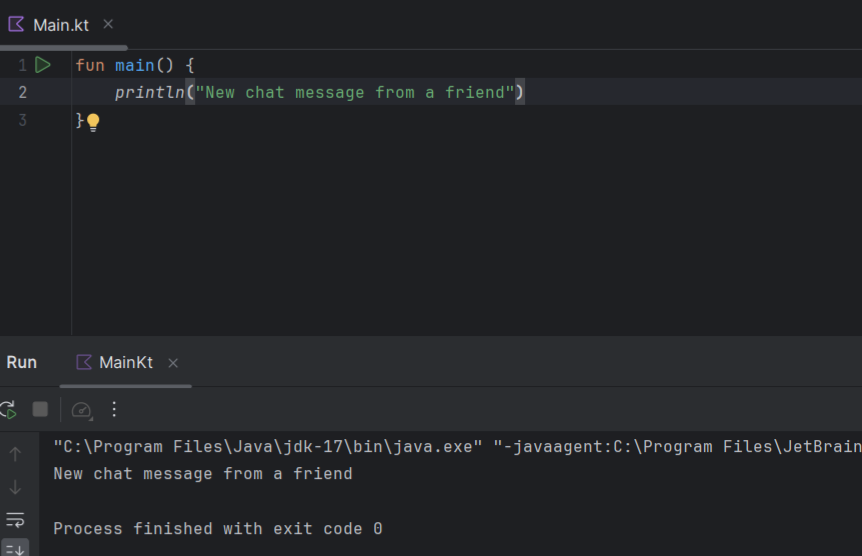 Main.kt
1 fun main() {
2 println("New chat message from a friend")
3 }
Run MainKt
"C:\Program Files\Java\jdk-17\bin\java.exe" "-javaagent:C:\Program Files\JetBrain
New chat message from a friend
Process finished with exit code 0